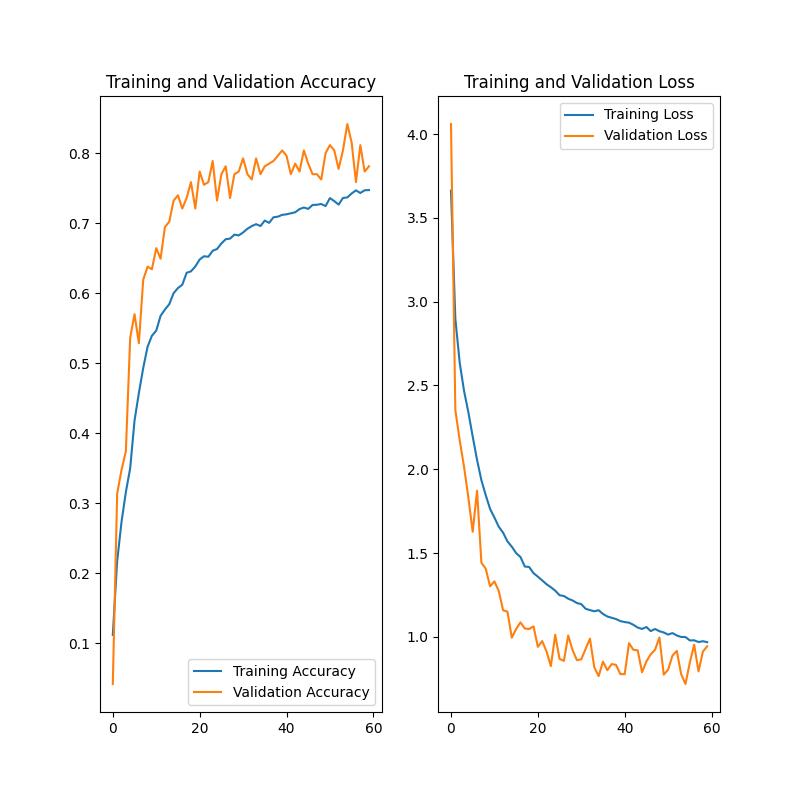 Training and Validation Accuracy
0.8
0.7
0.6
0.5
0.4
0.3
0.2
0.1
Training Accuracy
Validation Accuracy
0 20 40 60
Training and Validation Loss
Training Loss
Validation Loss
4.0
3.5
3.0
2.5
2.0
1.5
1.0
0 20 40 60